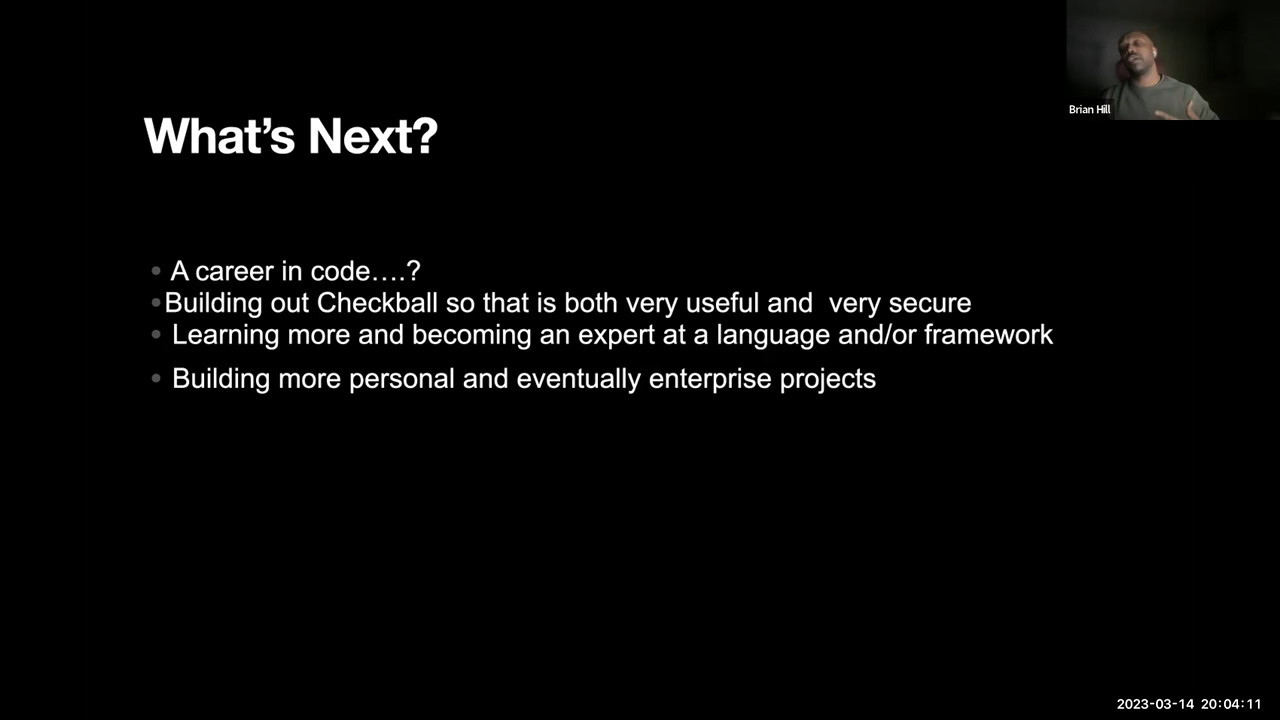 Brian Hill
What's Next?
• A career in code….?
• Building out Checkball so that is both very useful and  very secure
• Learning more and becoming an expert at a language and/or framework
• Building more personal and eventually enterprise projects
2023-03-14 20:04:11